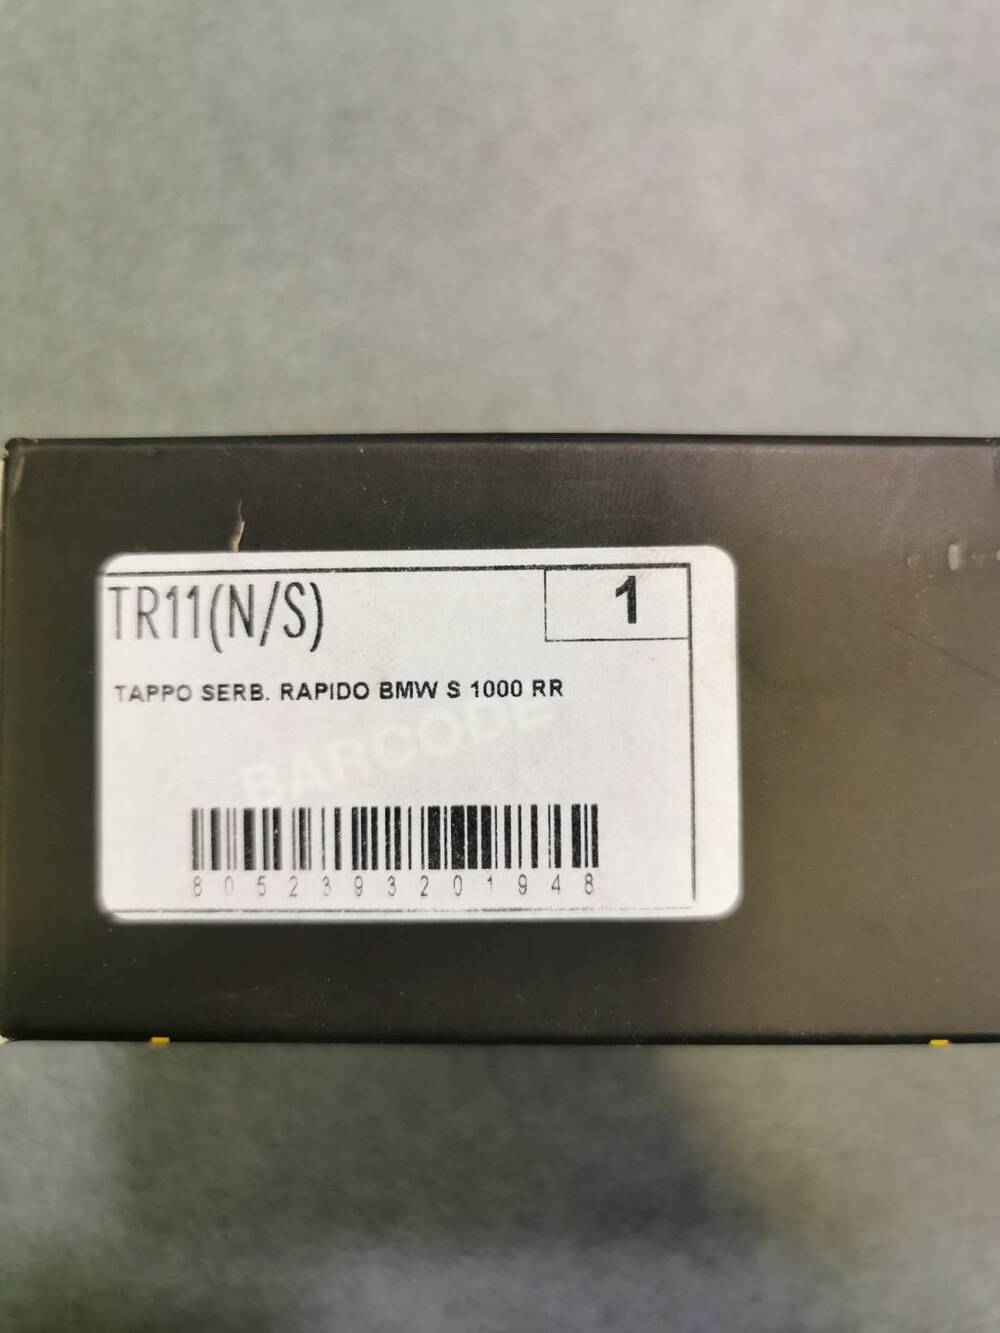 TR11(N/S)
1
TAPPO SERB. RAPIDO BMW S 1000 RR
BARCODE
8052393201948